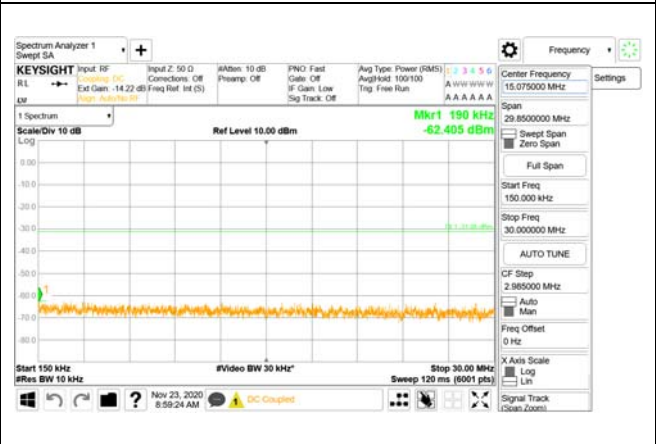 Spectrum Analyzer 1
Swept SA
+
Frequency
KEYSIGHT Input: RF Input Z: 50 Ω #Atten: 10 dB PNO: Fast Avg Type: Power (RMS) 1 2 3 4 5 6
RL Coupling: DC Corrections: Off Preamp: Off Gate: Off Avg|Hold: 100/100 A W W W W W
Ext Gain: -14.22 dB Freq Ref: Int (S) IF Gain: Low Trig: Free Run
Align: Auto/No RF Sig Track: Off A A A A A A
1 Spectrum
Mkr1 190 kHz
Scale/Div 10 dB Ref Level 10.00 dBm -62.405 dBm
Log
0.00
-10.0
-20.0
-30.0
-40.0
-50.0
-60.0
1
-70.0
-80.0
Start 150 kHz #Video BW 30 kHz* Stop 30.00 MHz
#Res BW 10 kHz Sweep 120 ms (6001 pts)
? Nov 23, 2020
8:59:24 AM
1 DC Coupled
Center Frequency
15.075000 MHz
Settings
Span
29.8500000 MHz
Swept Span
Zero Span
Full Span
Start Freq
150.000 kHz
Stop Freq
30.000000 MHz
AUTO TUNE
CF Step
2.985000 MHz
Auto
Man
Freq Offset
0 Hz
X Axis Scale
Log
Lin
Signal Track
(Span Zoom)